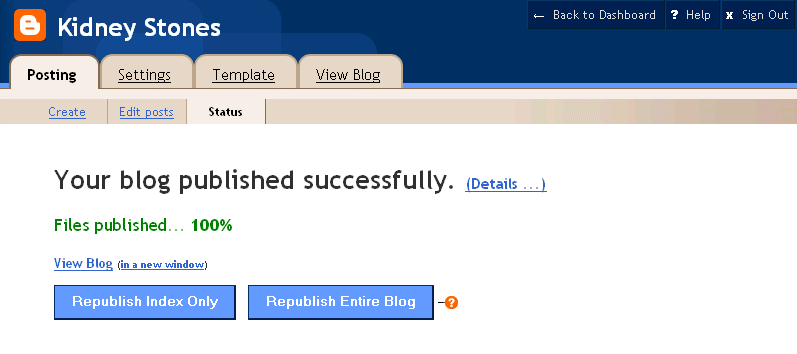 Kidney Stones
← Back to Dashboard ? Help x Sign Out
Posting Settings Template View Blog
Create Edit posts Status
Your blog published successfully. (Details ...)
Files published... 100%
View Blog (in a new window)
Republish Index Only Republish Entire Blog –?